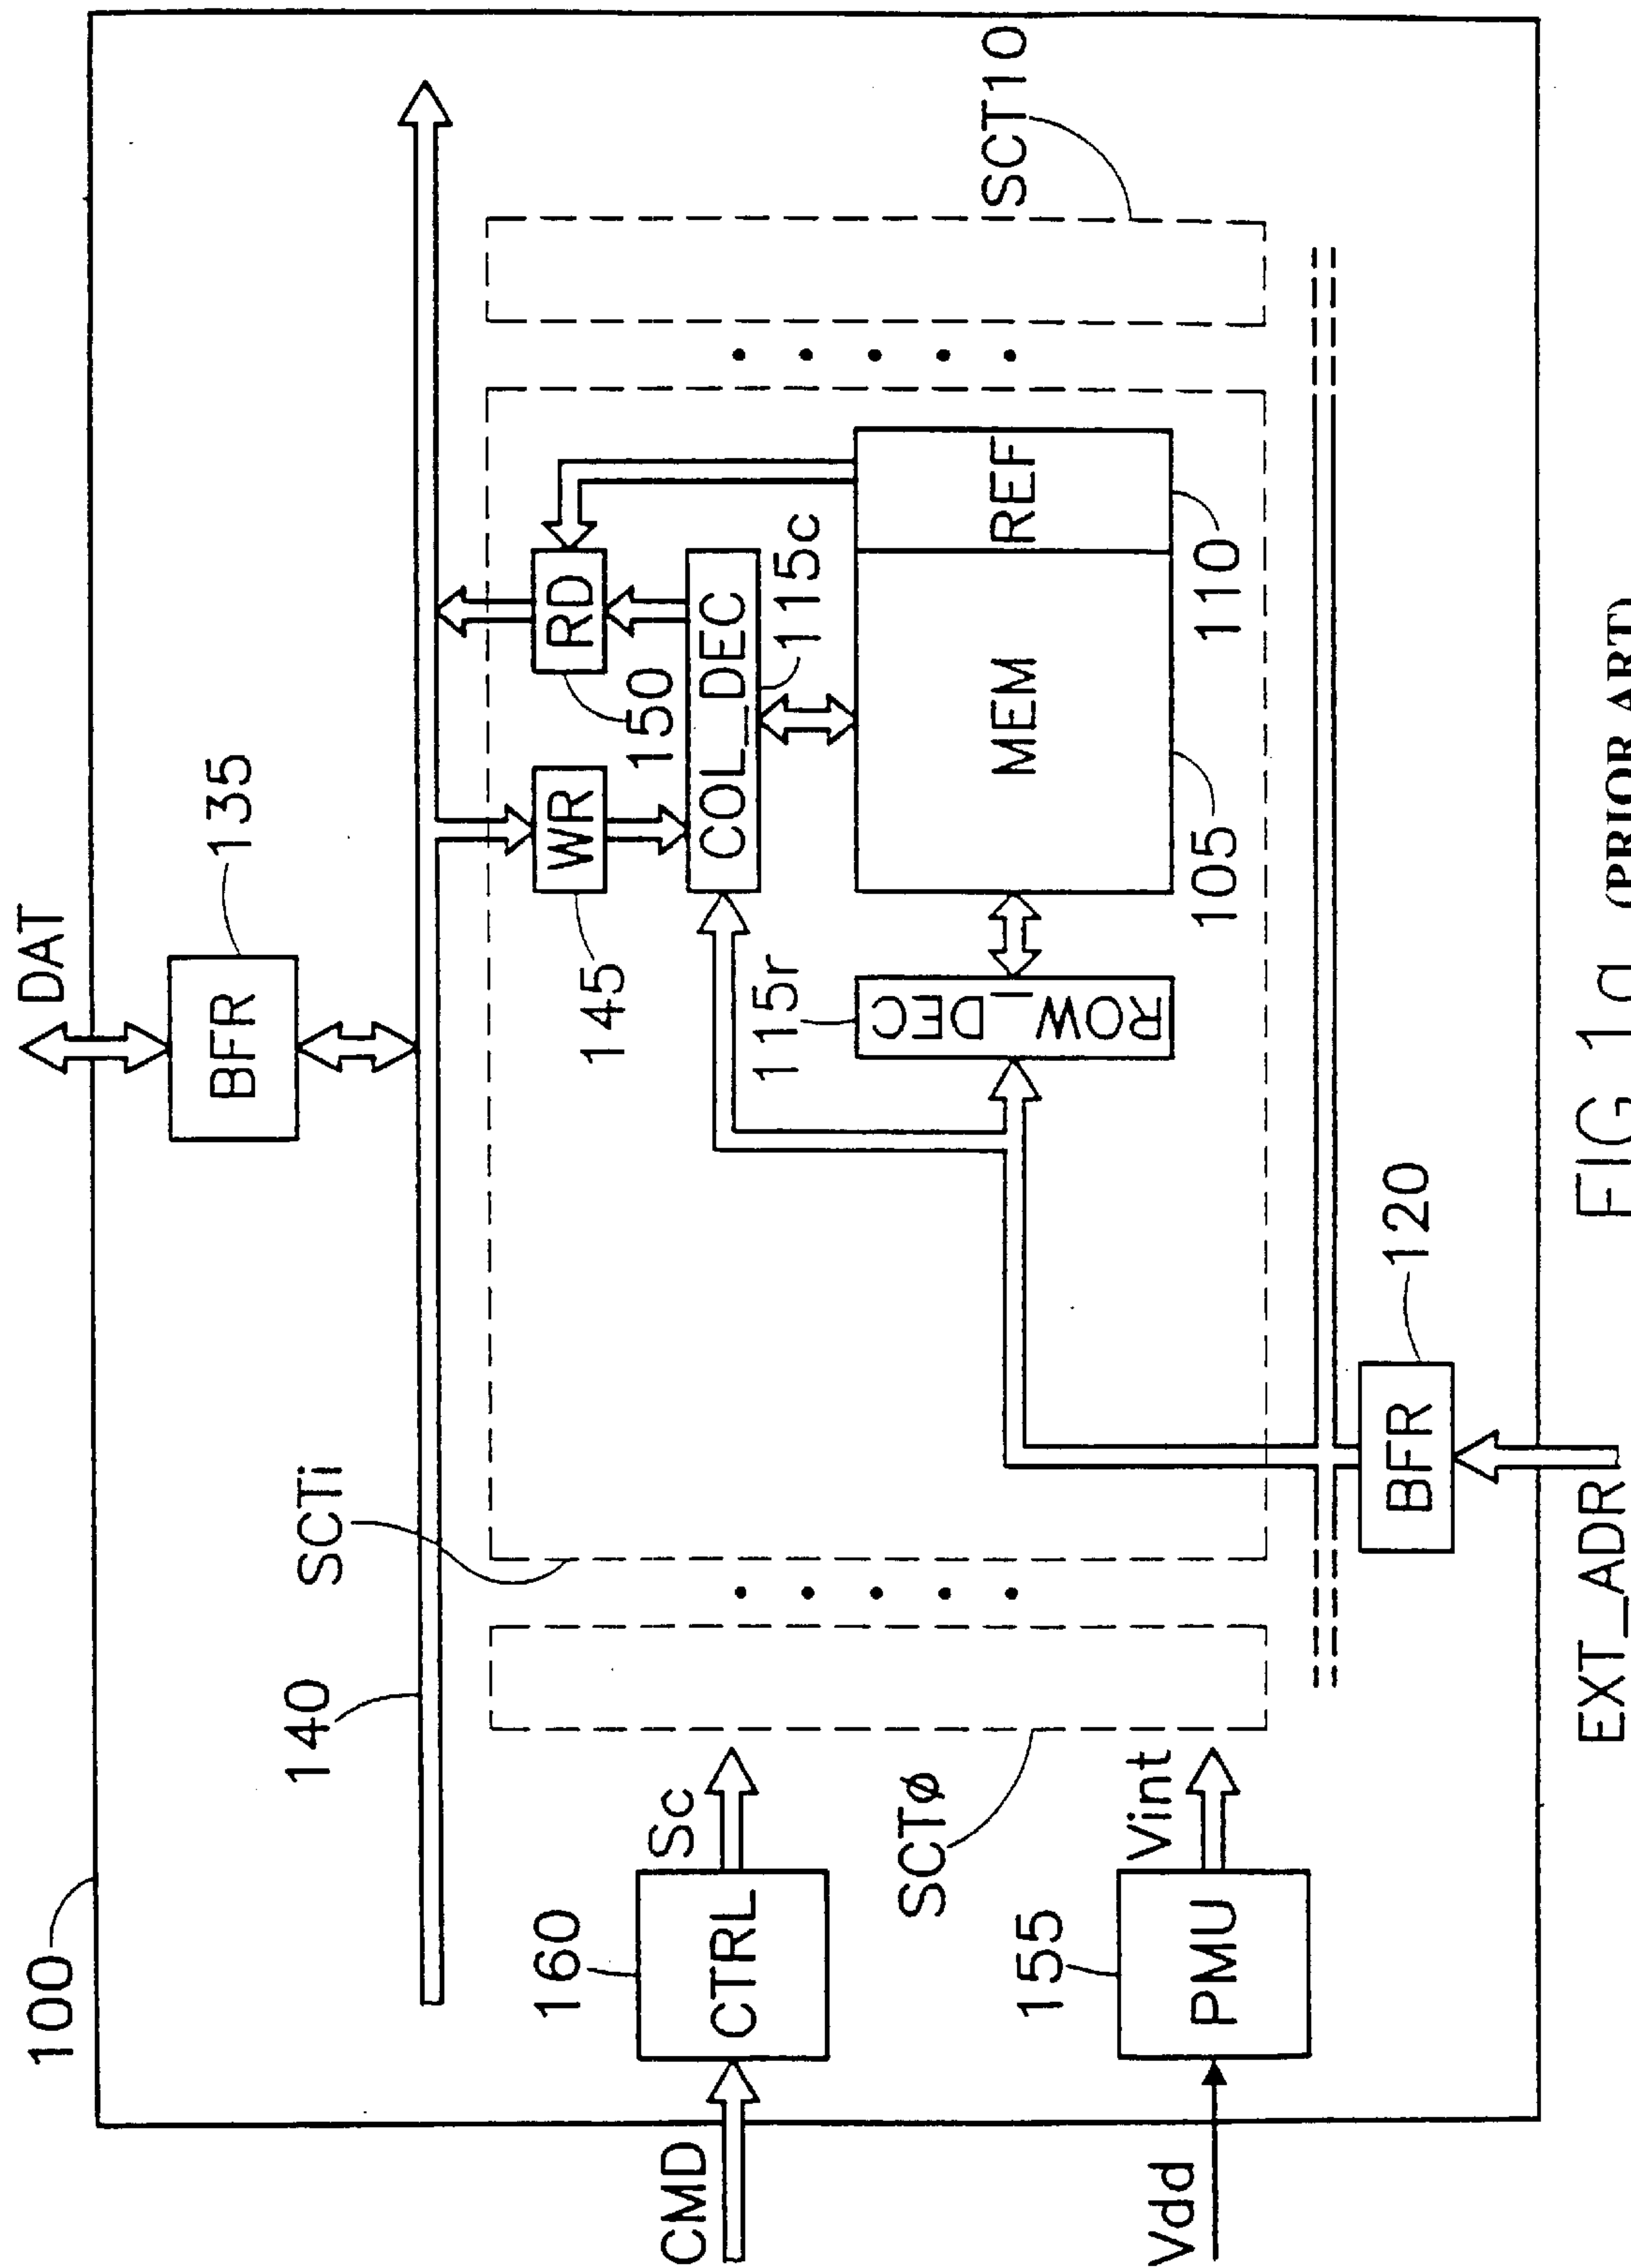 DAT
100
BFR
135
140
SCTi
SCT10
160
CMD
CTRL
Sc
WR
145
RD
150
COL_DEC
115c
115r
ROW_DEC
MEM
REF
105
110
SCTø
155
Vdd
PMU
Vint
BFR
120
EXT_ADR
FIG. 1a (PRIOR ART)